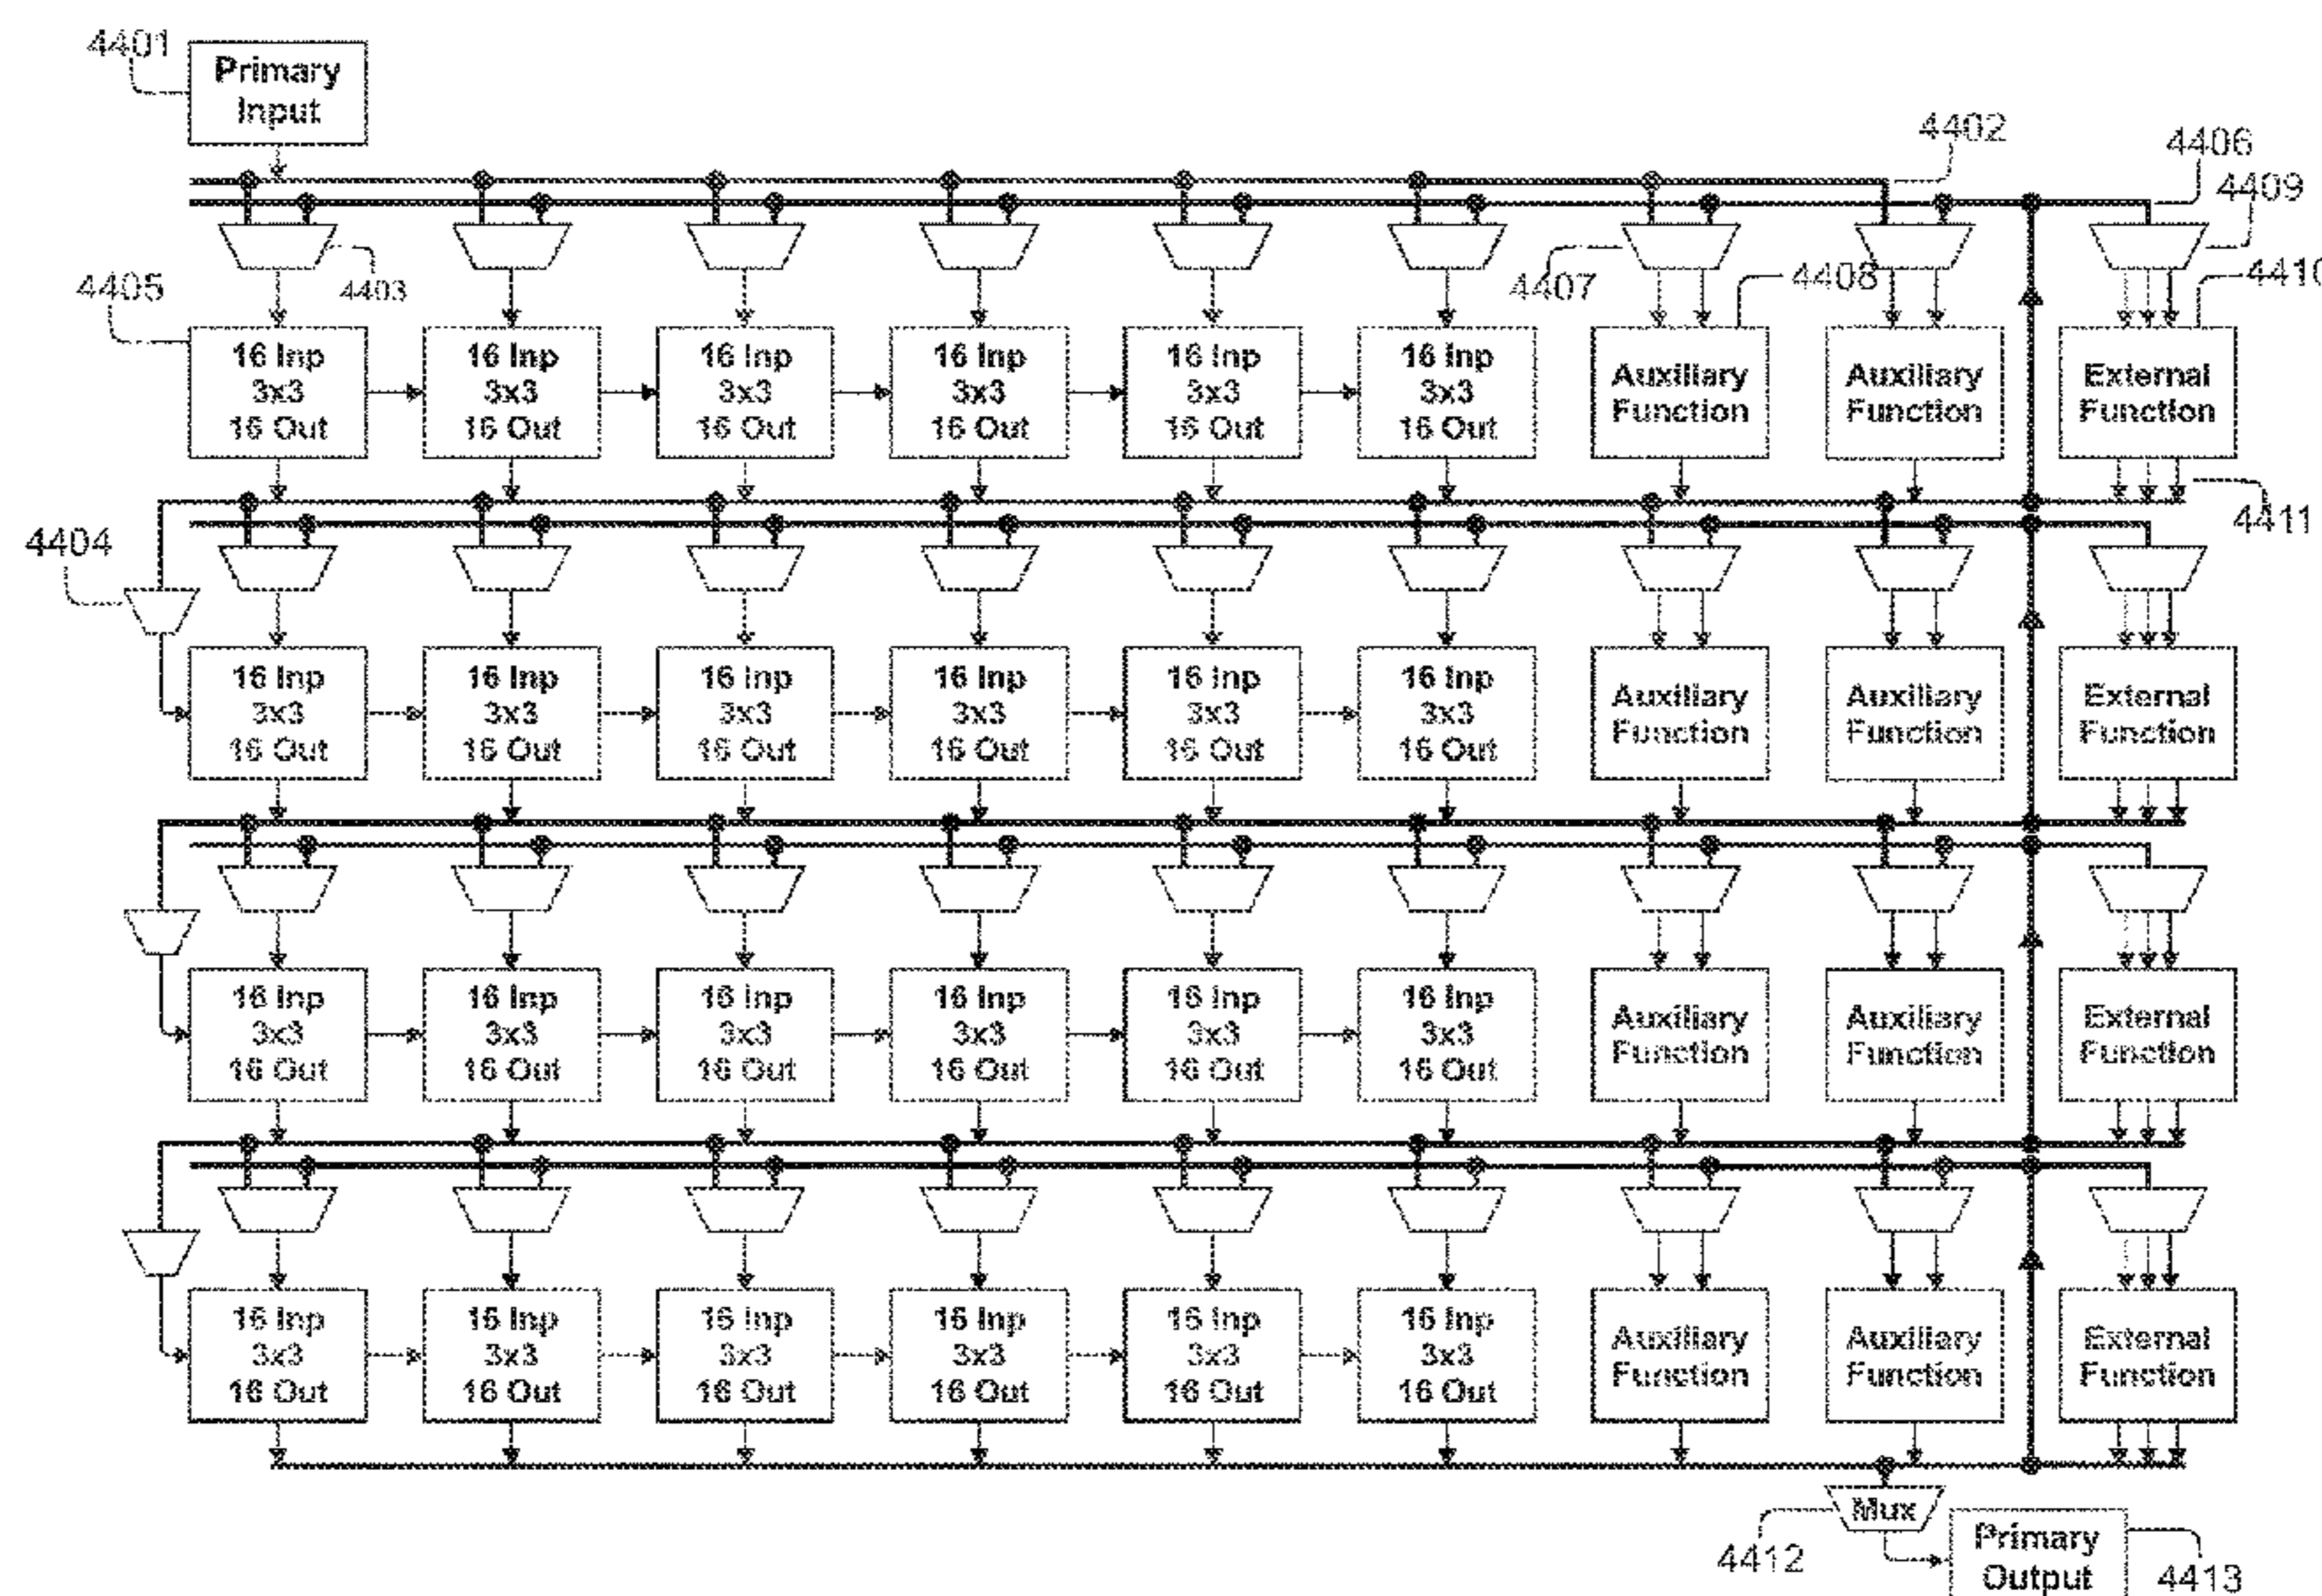 4401
Primary
Input
4402
4406
4409
4403
4407
4408
4410
4405
16 Inp
3x3
16 Out
16 Inp
3x3
16 Out
16 Inp
3x3
16 Out
16 Inp
3x3
16 Out
16 Inp
3x3
16 Out
16 Inp
3x3
16 Out
Auxiliary
Function
Auxiliary
Function
External
Function
4411
4404
16 Inp
3x3
16 Out
16 Inp
3x3
16 Out
16 Inp
3x3
16 Out
16 Inp
3x3
16 Out
16 Inp
3x3
16 Out
16 Inp
3x3
16 Out
Auxiliary
Function
Auxiliary
Function
External
Function
16 Inp
3x3
16 Out
16 Inp
3x3
16 Out
16 Inp
3x3
16 Out
16 Inp
3x3
16 Out
16 Inp
3x3
16 Out
16 Inp
3x3
16 Out
Auxiliary
Function
Auxiliary
Function
External
Function
16 Inp
3x3
16 Out
16 Inp
3x3
16 Out
16 Inp
3x3
16 Out
16 Inp
3x3
16 Out
16 Inp
3x3
16 Out
16 Inp
3x3
16 Out
Auxiliary
Function
Auxiliary
Function
External
Function
Mux
4412
Primary
Output
4413